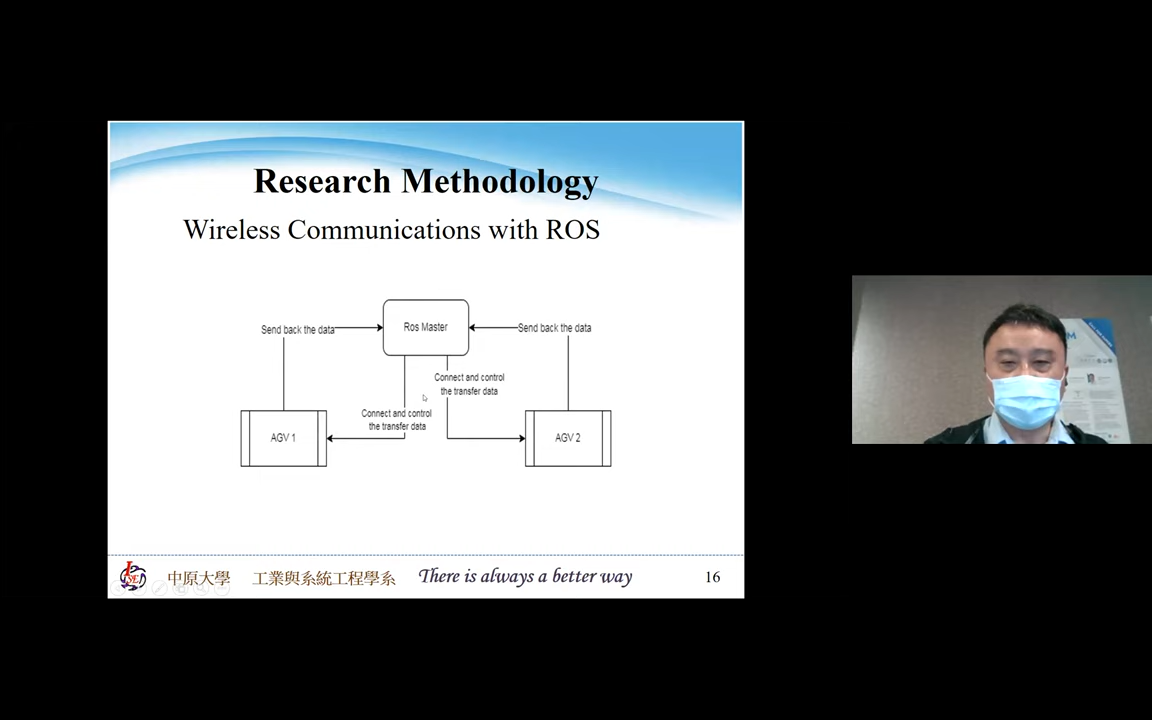 Research Methodology
Wireless Communications with ROS
Send back the data
Ros Master
Send back the data
Connect and control
the transfer data
Connect and control
the transfer data
AGV 1
AGV 2
中原大學 工業與系統工程學系 There is always a better way 16